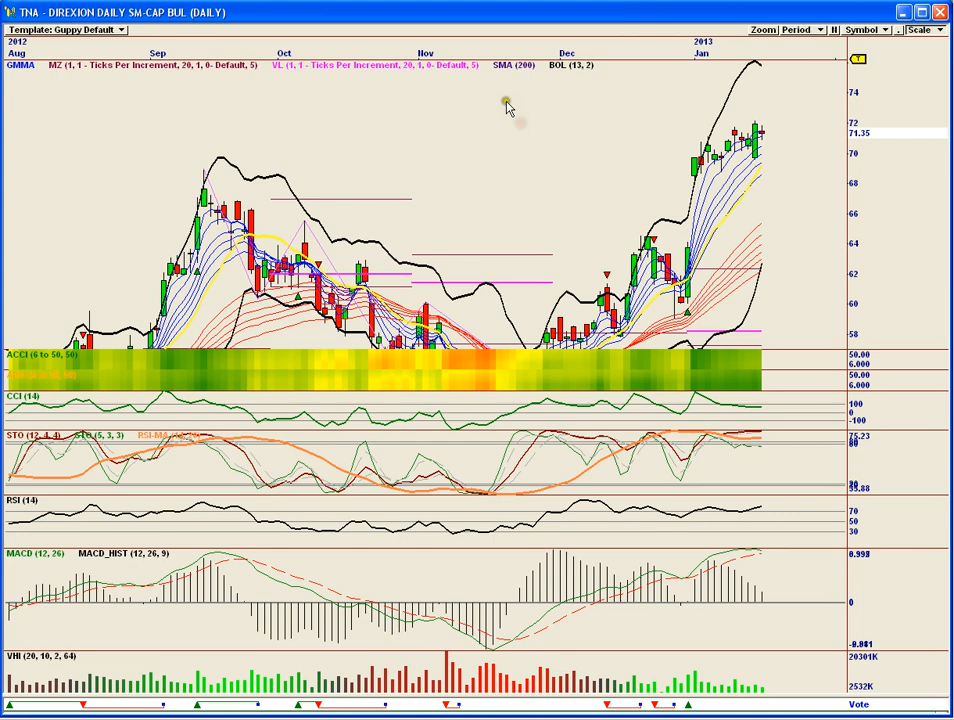 TNA - DIREXION DAILY SM-CAP BUL (DAILY)
Template: Guppy Default
Zoom Period Symbol . Scale
2012 2013
Aug Sep Oct Nov Dec Jan
GMMA MZ (1, 1 - Ticks Per Increment, 20, 1, 0- Default, 5) VL (1, 1 - Ticks Per Increment, 20, 1, 0- Default, 5) SMA (200) BOL (13, 2)
74
72
71.35
70
68
66
64
62
60
58
ACCI (6 to 50, 50) 50.00
6.000
50.00
6.000
CCI (14) 100
0
-100
STO (12, 4, 4) STO (5, 3, 3) RSI-MA 75.23
55.88
RSI (14) 70
50
30
MACD (12, 26) MACD_HIST (12, 26, 9)
0
VHI (20, 10, 2, 64) 20301K
2532K
Vote